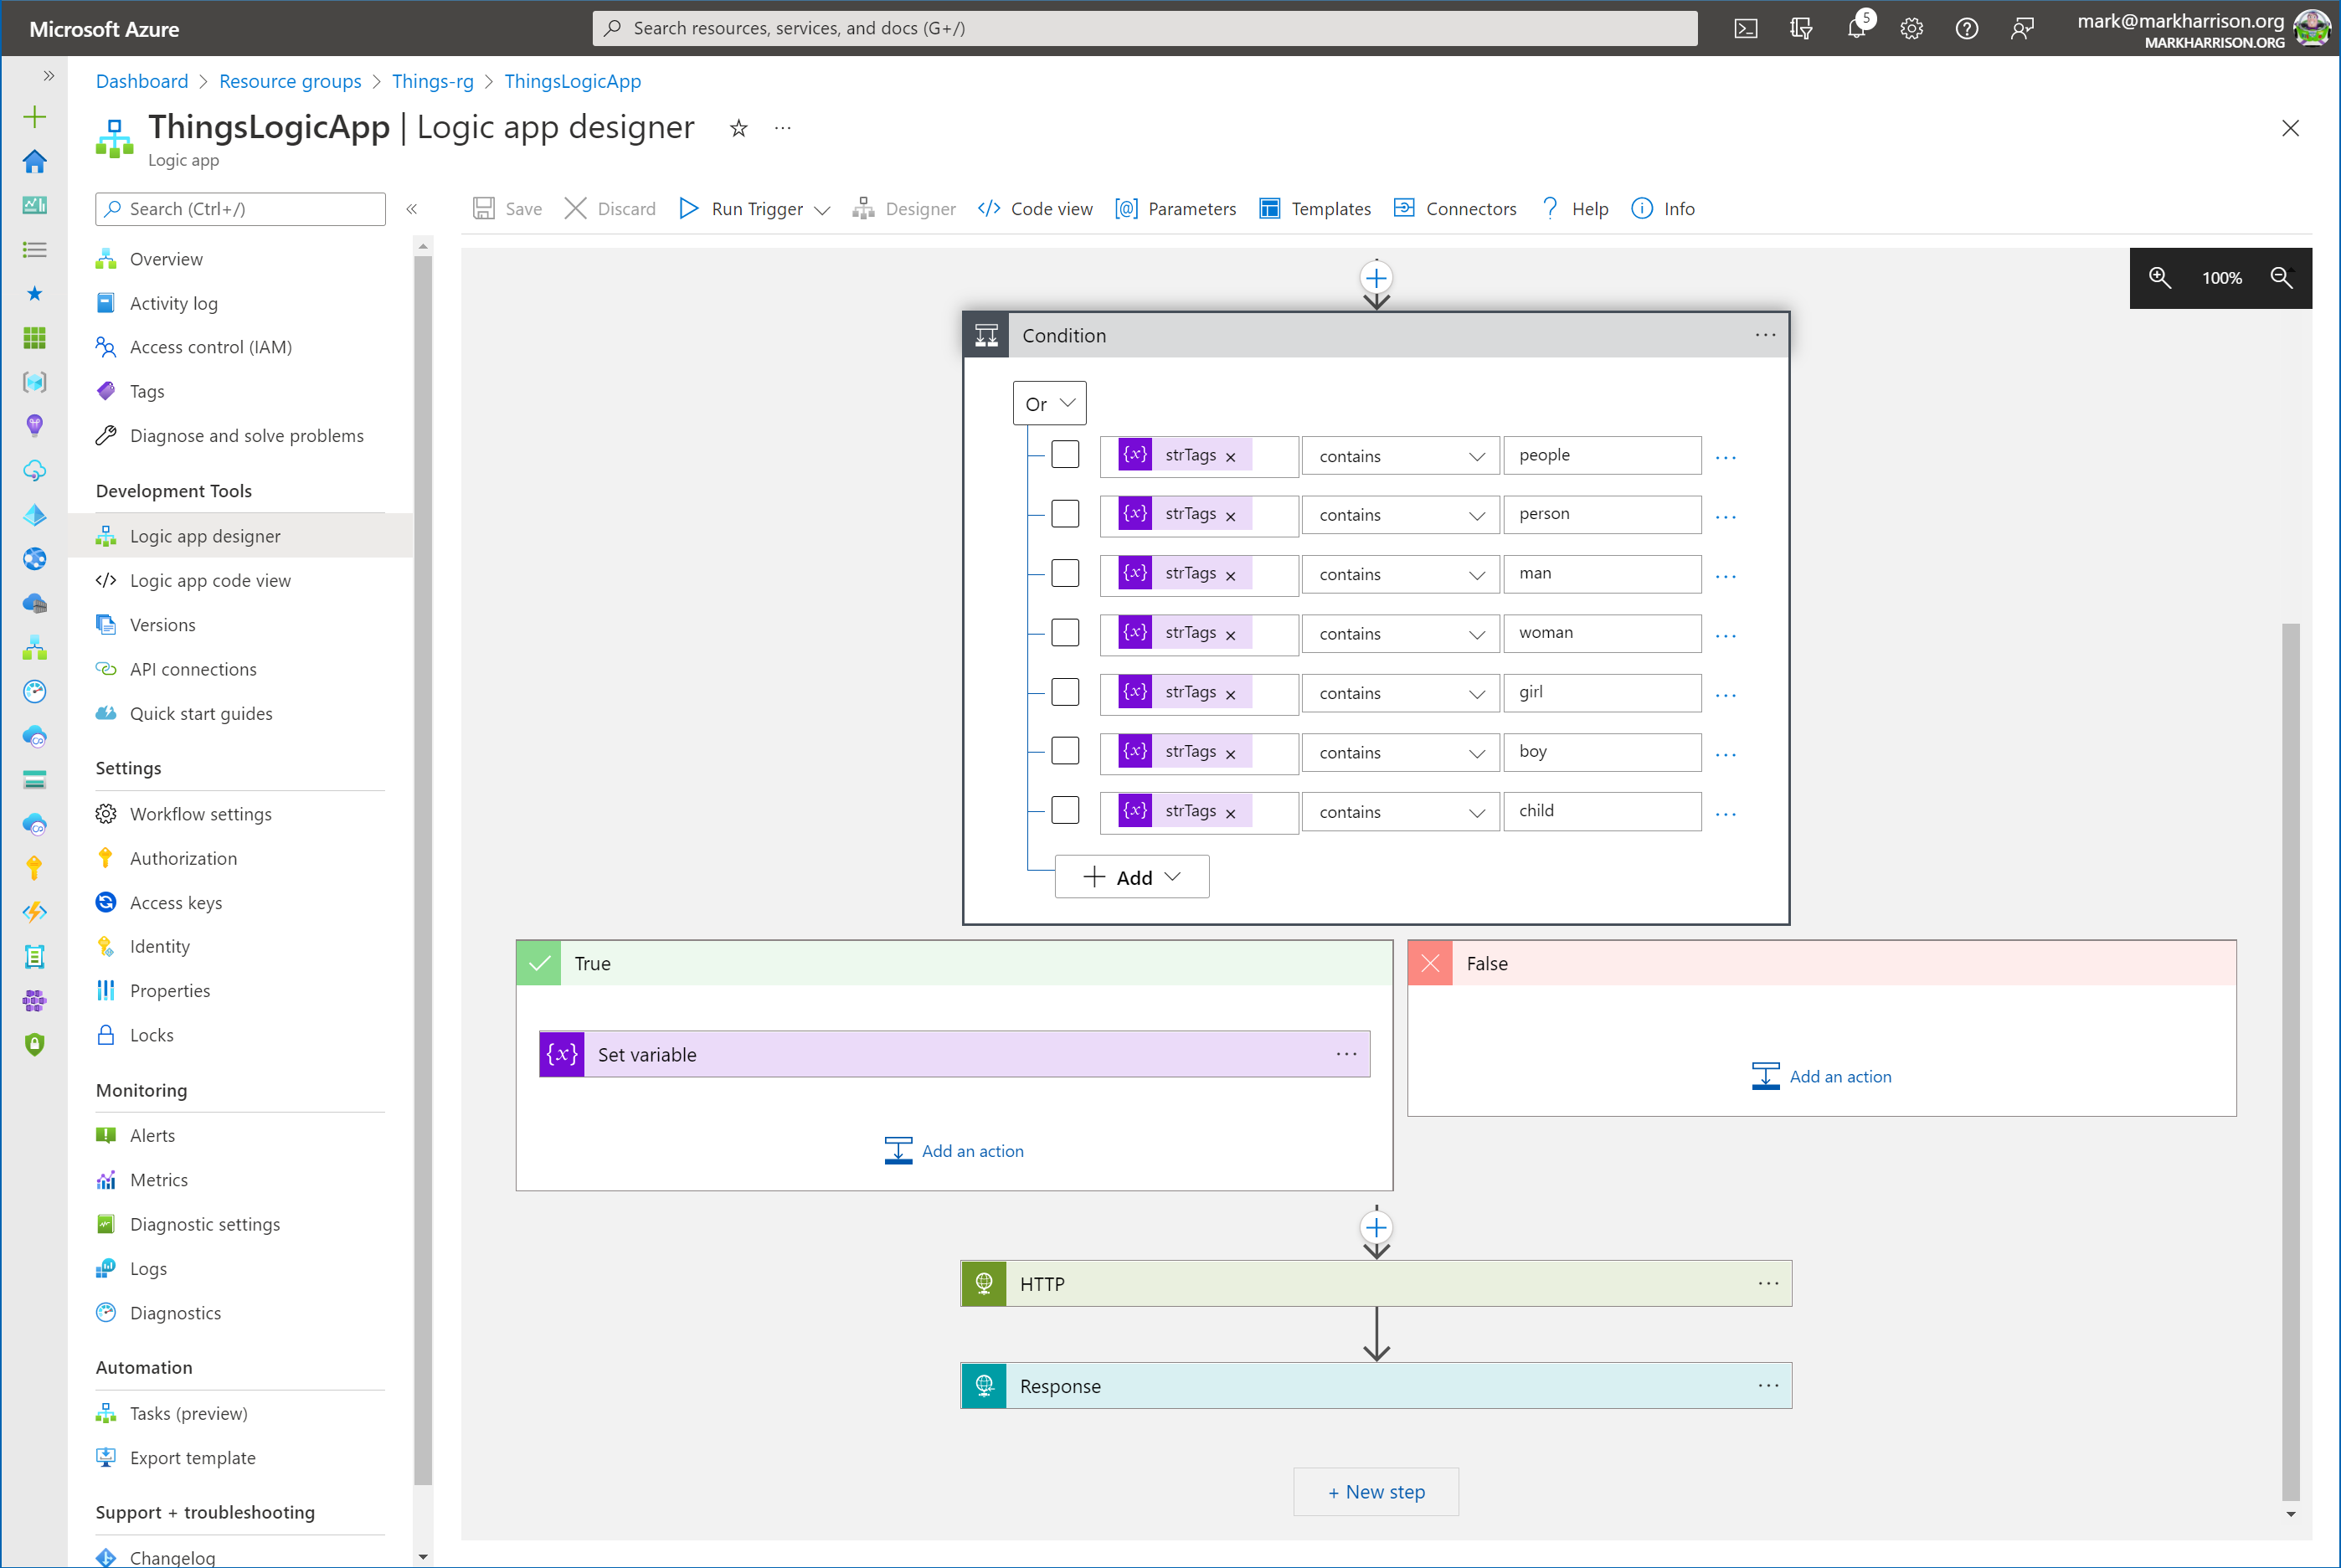 Microsoft Azure
Search resources, services, and docs (G+/)
5
mark@markharrison.org
MARKHARRISON.ORG
Dashboard > Resource groups > Things-rg > ThingsLogicApp
ThingsLogicApp | Logic app designer
Logic app
Search (Ctrl+/)
Save Discard Run Trigger Designer Code view Parameters Templates Connectors Help Info
Overview
Activity log
Access control (IAM)
Tags
Diagnose and solve problems
Development Tools
Logic app designer
Logic app code view
Versions
API connections
Quick start guides
Settings
Workflow settings
Authorization
Access keys
Identity
Properties
Locks
Monitoring
Alerts
Metrics
Diagnostic settings
Logs
Diagnostics
Automation
Tasks (preview)
Export template
Support + troubleshooting
Changelog
100%
Condition
Or
{x} strTags × contains people
{x} strTags × contains person
{x} strTags × contains man
{x} strTags × contains woman
{x} strTags × contains girl
{x} strTags × contains boy
{x} strTags × contains child
+ Add
True
{x} Set variable
Add an action
False
Add an action
HTTP
Response
+ New step